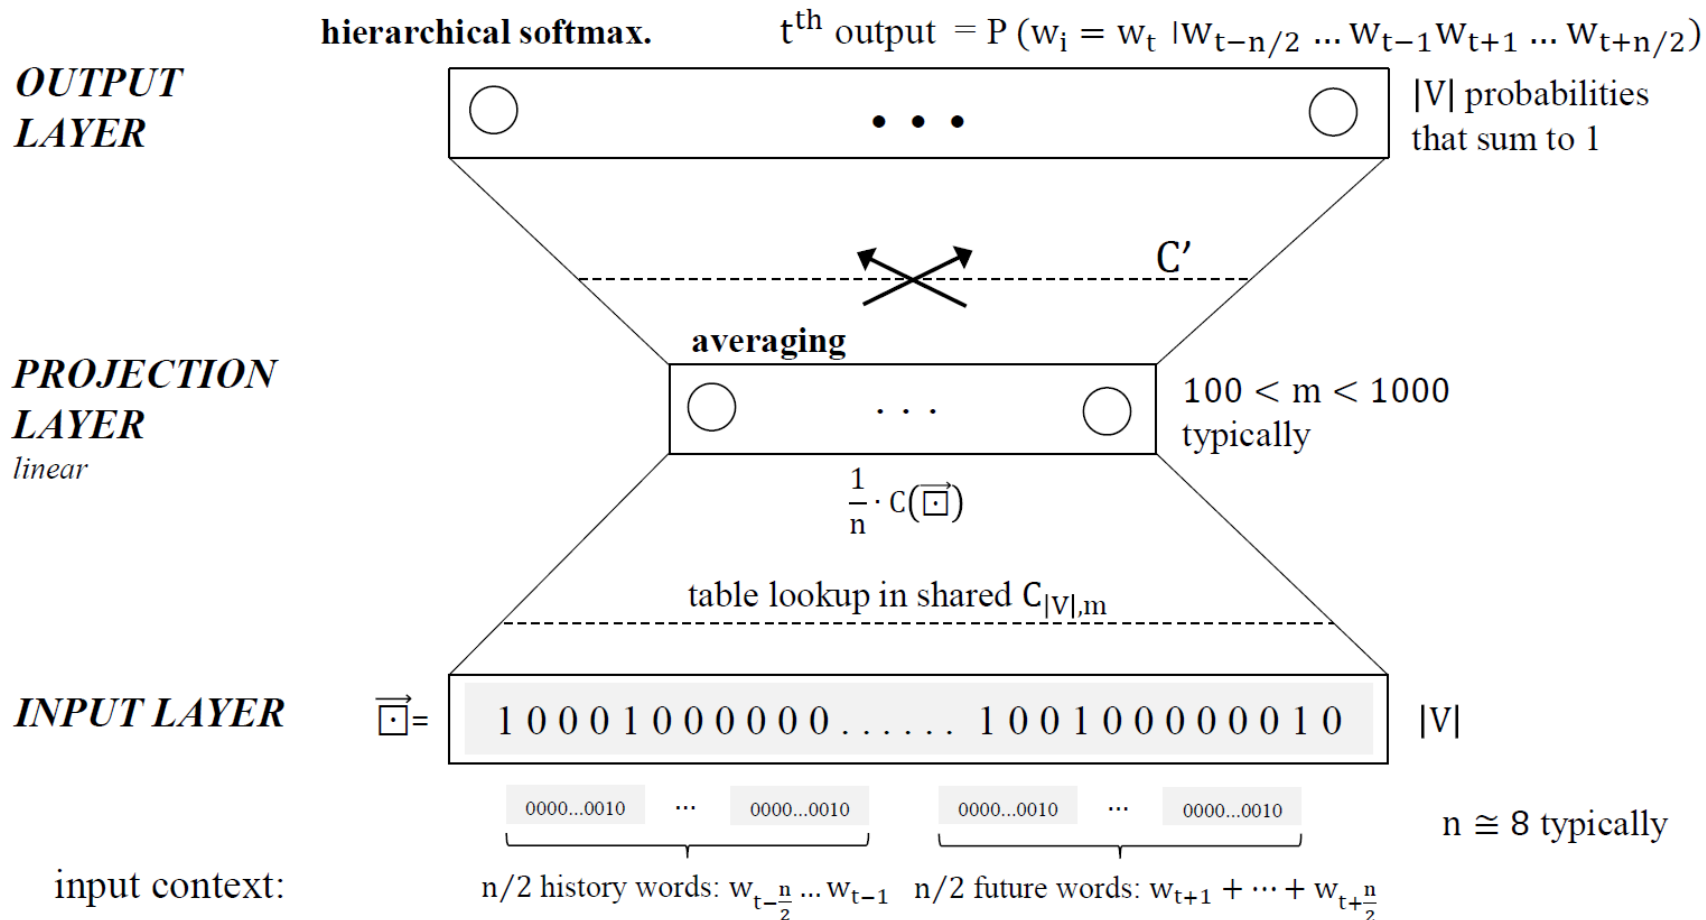 hierarchical softmax.
tᵗʰ output = P (wᵢ = wₜ |wₜ₋ₙ/₂ ... wₜ₋₁wₜ₊₁ ... wₜ₊ₙ/₂)
OUTPUT
LAYER
• • •
|V| probabilities
that sum to 1
C′
averaging
PROJECTION
LAYER
linear
. . .
100 < m < 1000
typically
1/n · C(⊡⃗)
table lookup in shared C|V|,m
INPUT LAYER
⊡⃗=
1 0 0 0 1 0 0 0 0 0 0 . . . . . . 1 0 0 1 0 0 0 0 0 0 1 0
|V|
0000...0010 ... 0000...0010 0000...0010 ... 0000...0010
n ≅ 8 typically
input context:
n/2 history words: wₜ₋ₙ/₂ ... wₜ₋₁
n/2 future words: wₜ₊₁ + ⋯ + wₜ₊ₙ/₂